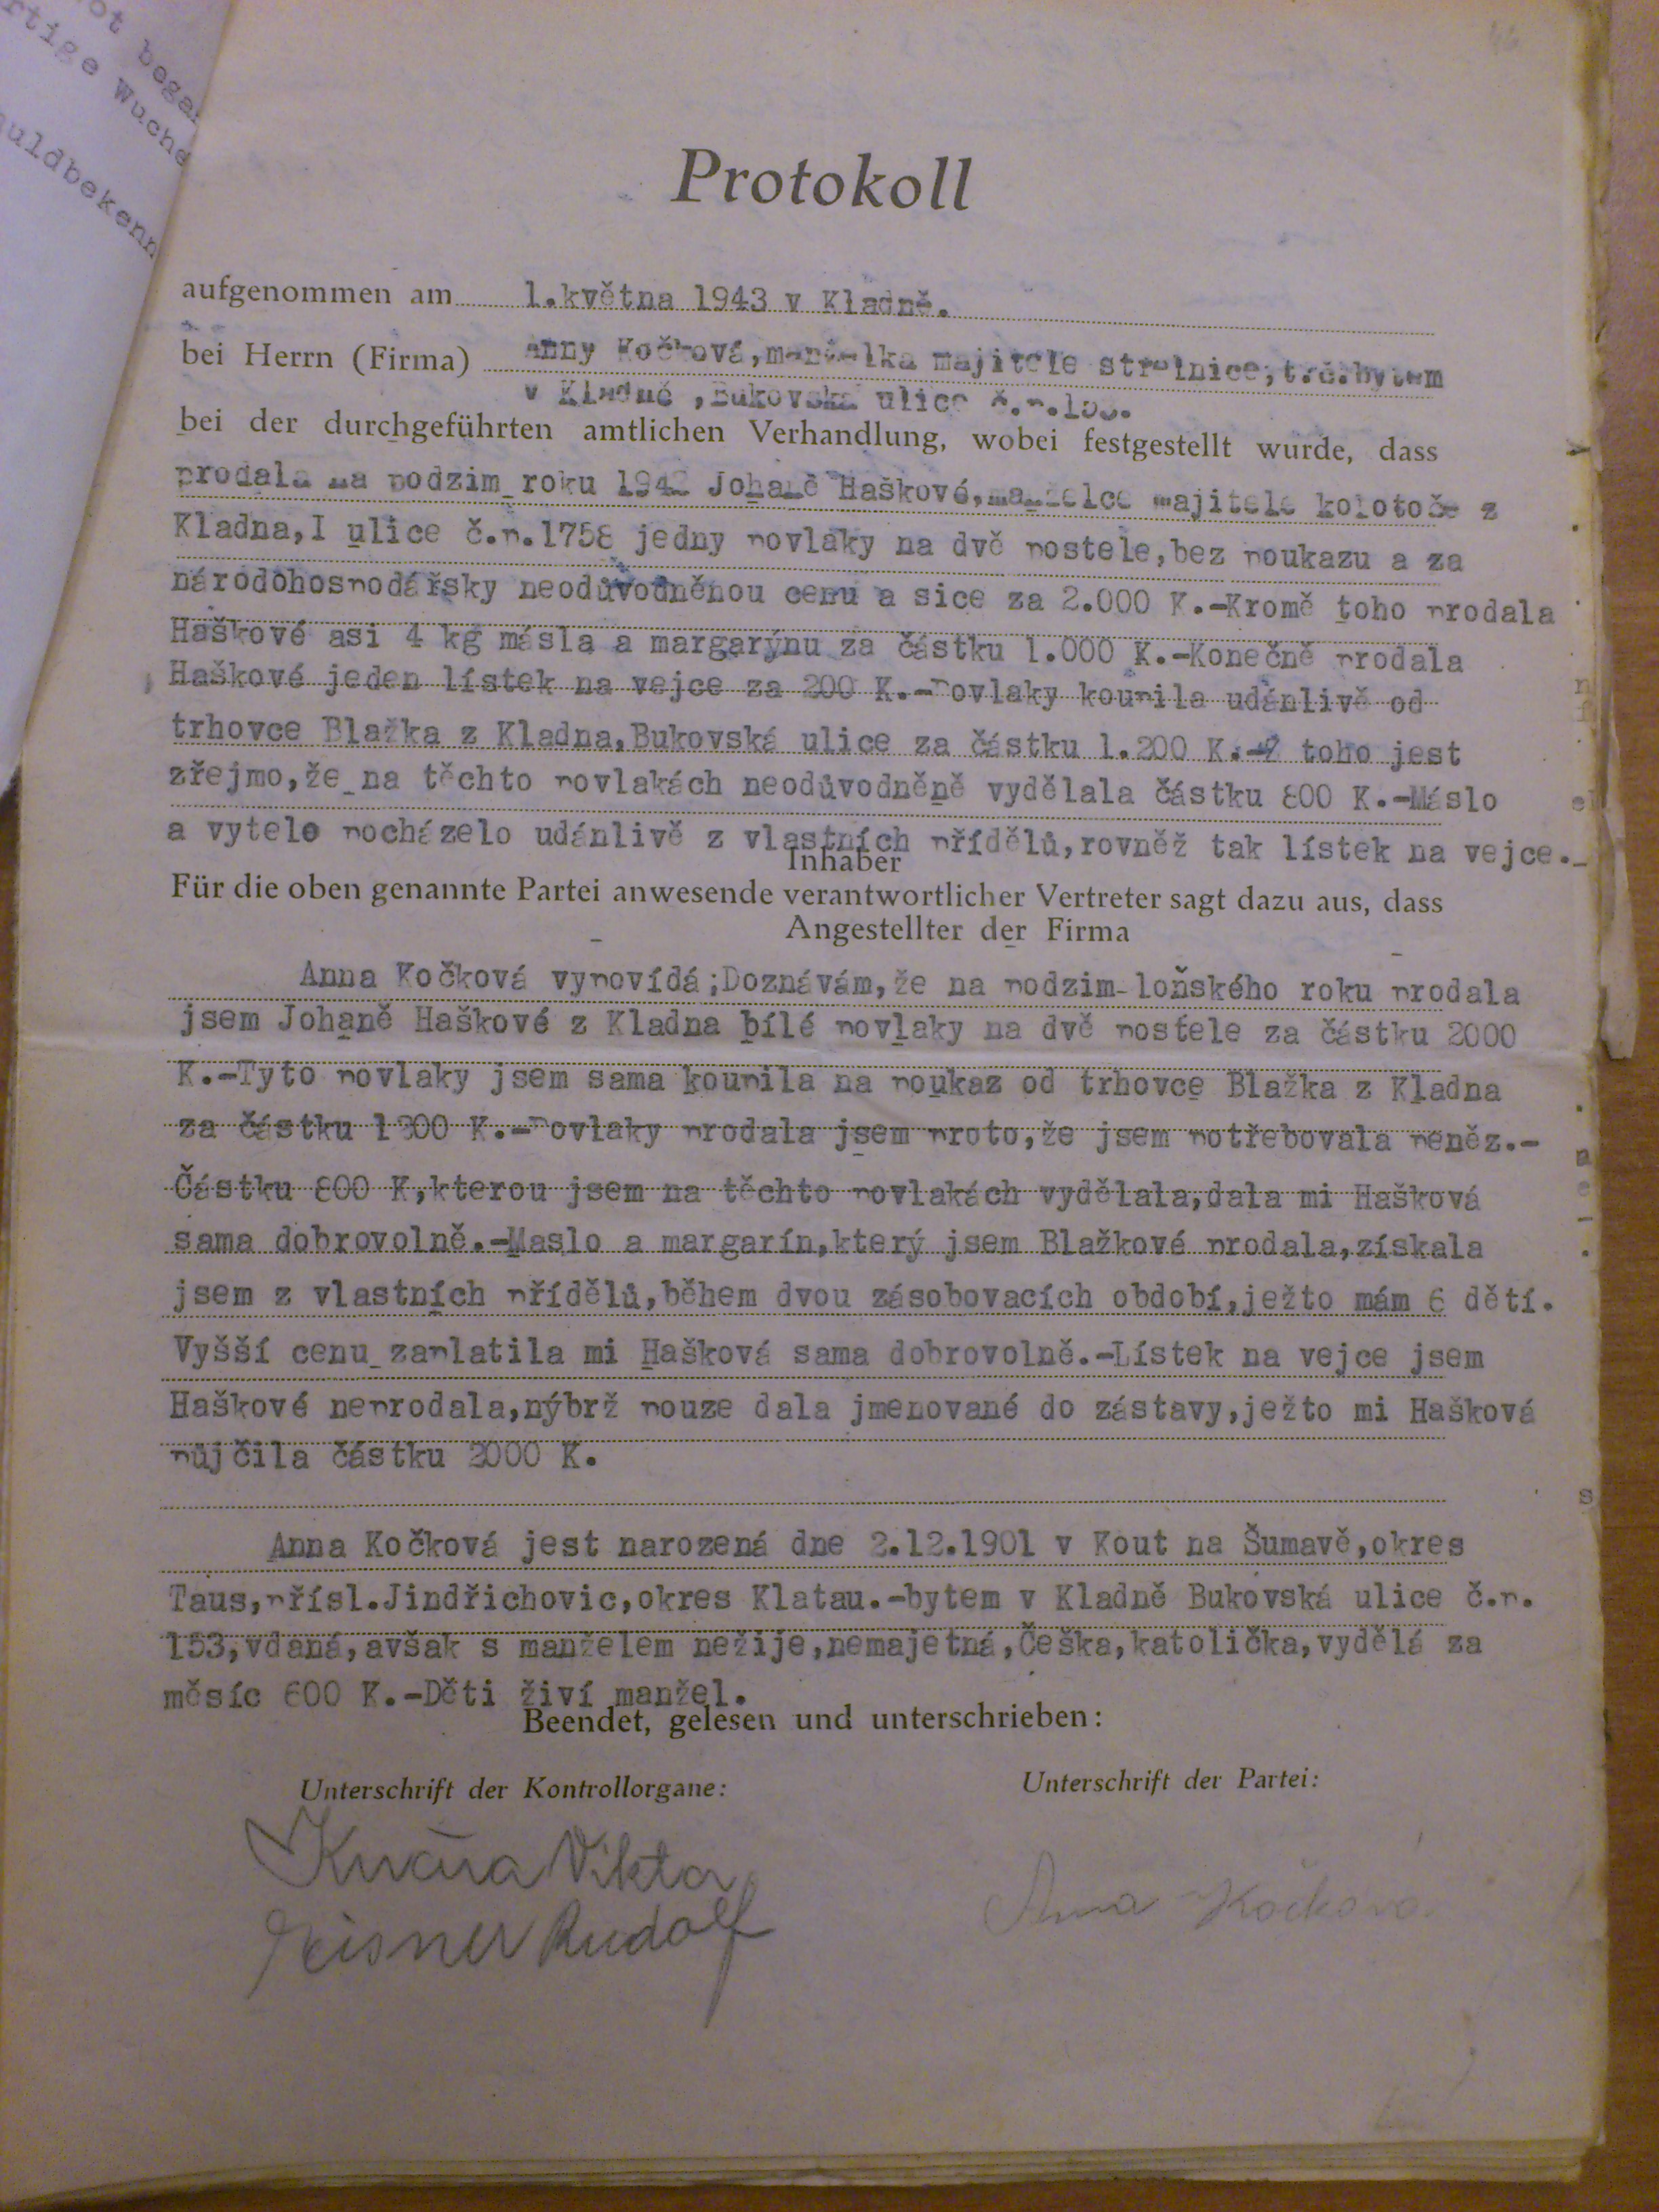 ot bega
rtige Wuche
uldbekenn
46
Protokoll
aufgenommen am 1.května 1943 v Kladně.
bei Herrn (Firma) Anny Kočková,manželka majitele střelnice,t.č.bytem
v Kladně ,Bukovská ulice č.p.153.
bei der durchgeführten amtlichen Verhandlung, wobei festgestellt wurde, dass
prodala na podzim roku 1942 Johaně Haškové,manželce majitele kolotoče z
Kladna,I ulice č.p.1758 jedny povlaky na dvě postele,bez poukazu a za
národohospodářsky neodůvodněnou cenu a sice za 2.000 K.-Kromě toho prodala
Haškové asi 4 kg másla a margarýnu za částku 1.000 K.-Konečně prodala
Haškové jeden lístek na vejce za 200 K.-Povlaky koupila udánlivě od
trhovce Blažka z Kladna,Bukovská ulice za částku 1.200 K.-Z toho jest
zřejmo,že na těchto povlakách neodůvodněně vydělala částku 800 K.-Máslo
a vytelo pocházelo udánlivě z vlastních přídělů,rovněž tak lístek na vejce.-
Inhaber
Für die oben genannte Partei anwesende verantwortlicher Vertreter sagt dazu aus, dass
Angestellter der Firma
Anna Kočková vypovídá;Doznávám,že na podzim loňského roku prodala
jsem Johaně Haškové z Kladna bílé povlaky na dvě postele za částku 2000
K.-Tyto povlaky jsem sama koupila na poukaz od trhovce Blažka z Kladna
za částku 1200 K.-Povlaky prodala jsem proto,že jsem potřebovala peněz.-
Částku 800 K,kterou jsem na těchto povlakách vydělala,dala mi Hašková
sama dobrovolně.-Maslo a margarín,který jsem Blažkové prodala,získala
jsem z vlastních přídělů,během dvou zásobovacích období,ježto mám 6 dětí.
Vyšší cenu zaplatila mi Hašková sama dobrovolně.-Lístek na vejce jsem
Haškové neprodala,nýbrž pouze dala jmenované do zástavy,ježto mi Hašková
půjčila částku 2000 K.
Anna Kočková jest narozená dne 2.12.1901 v Kout na Šumavě,okres
Taus,přísl.Jindřichovic,okres Klatau.-bytem v Kladně Bukovská ulice č.p.
153,vdaná,avšak s manželem nežije,nemajetná,Češka,katolička,vydělá za
měsíc 600 K.-Děti živí manžel.
Beendet, gelesen und unterschrieben:
Unterschrift der Kontrollorgane: Unterschrift der Partei:
Kučera Viktor
Eisner Rudolf
Anna Kočková